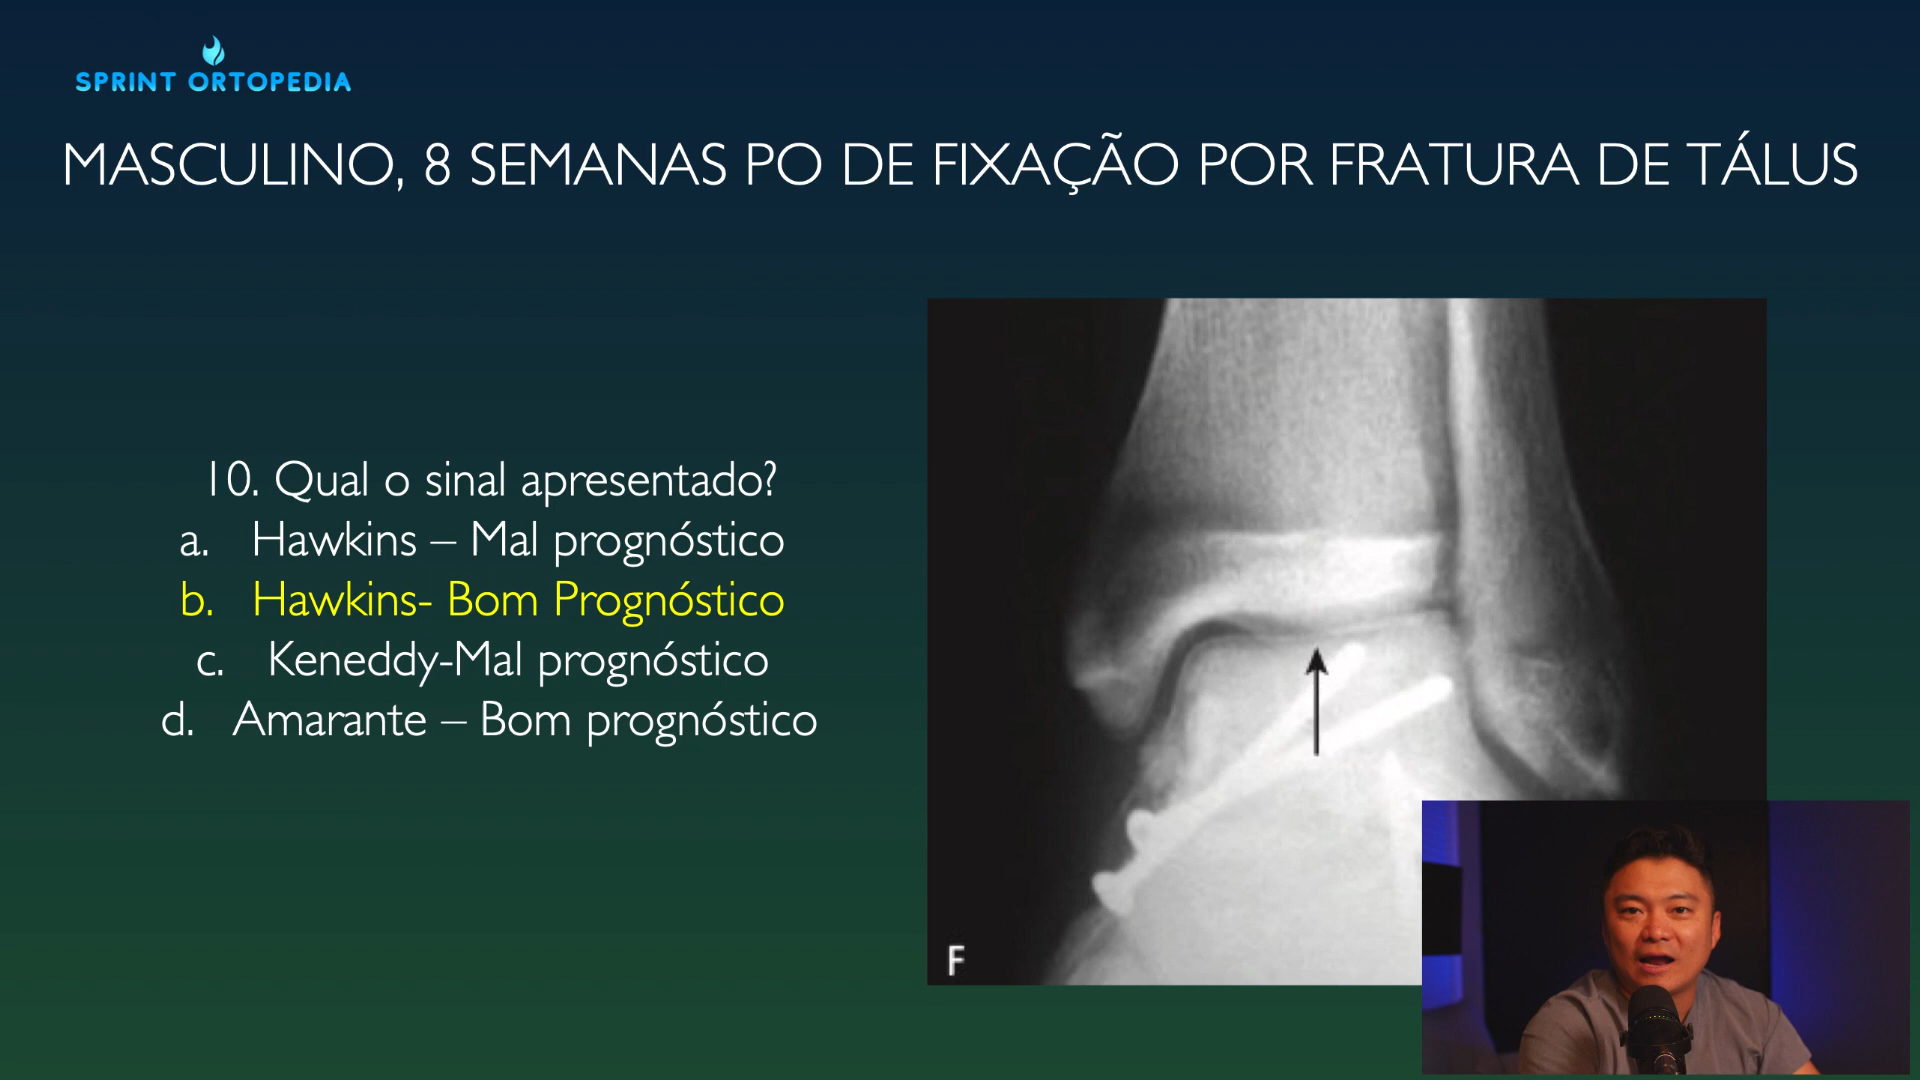 SPRINT ORTOPEDIA
MASCULINO, 8 SEMANAS PO DE FIXAÇÃO POR FRATURA DE TÁLUS
10. Qual o sinal apresentado?
a. Hawkins – Mal prognóstico
b. Hawkins- Bom Prognóstico
c. Keneddy-Mal prognóstico
d. Amarante – Bom prognóstico
F